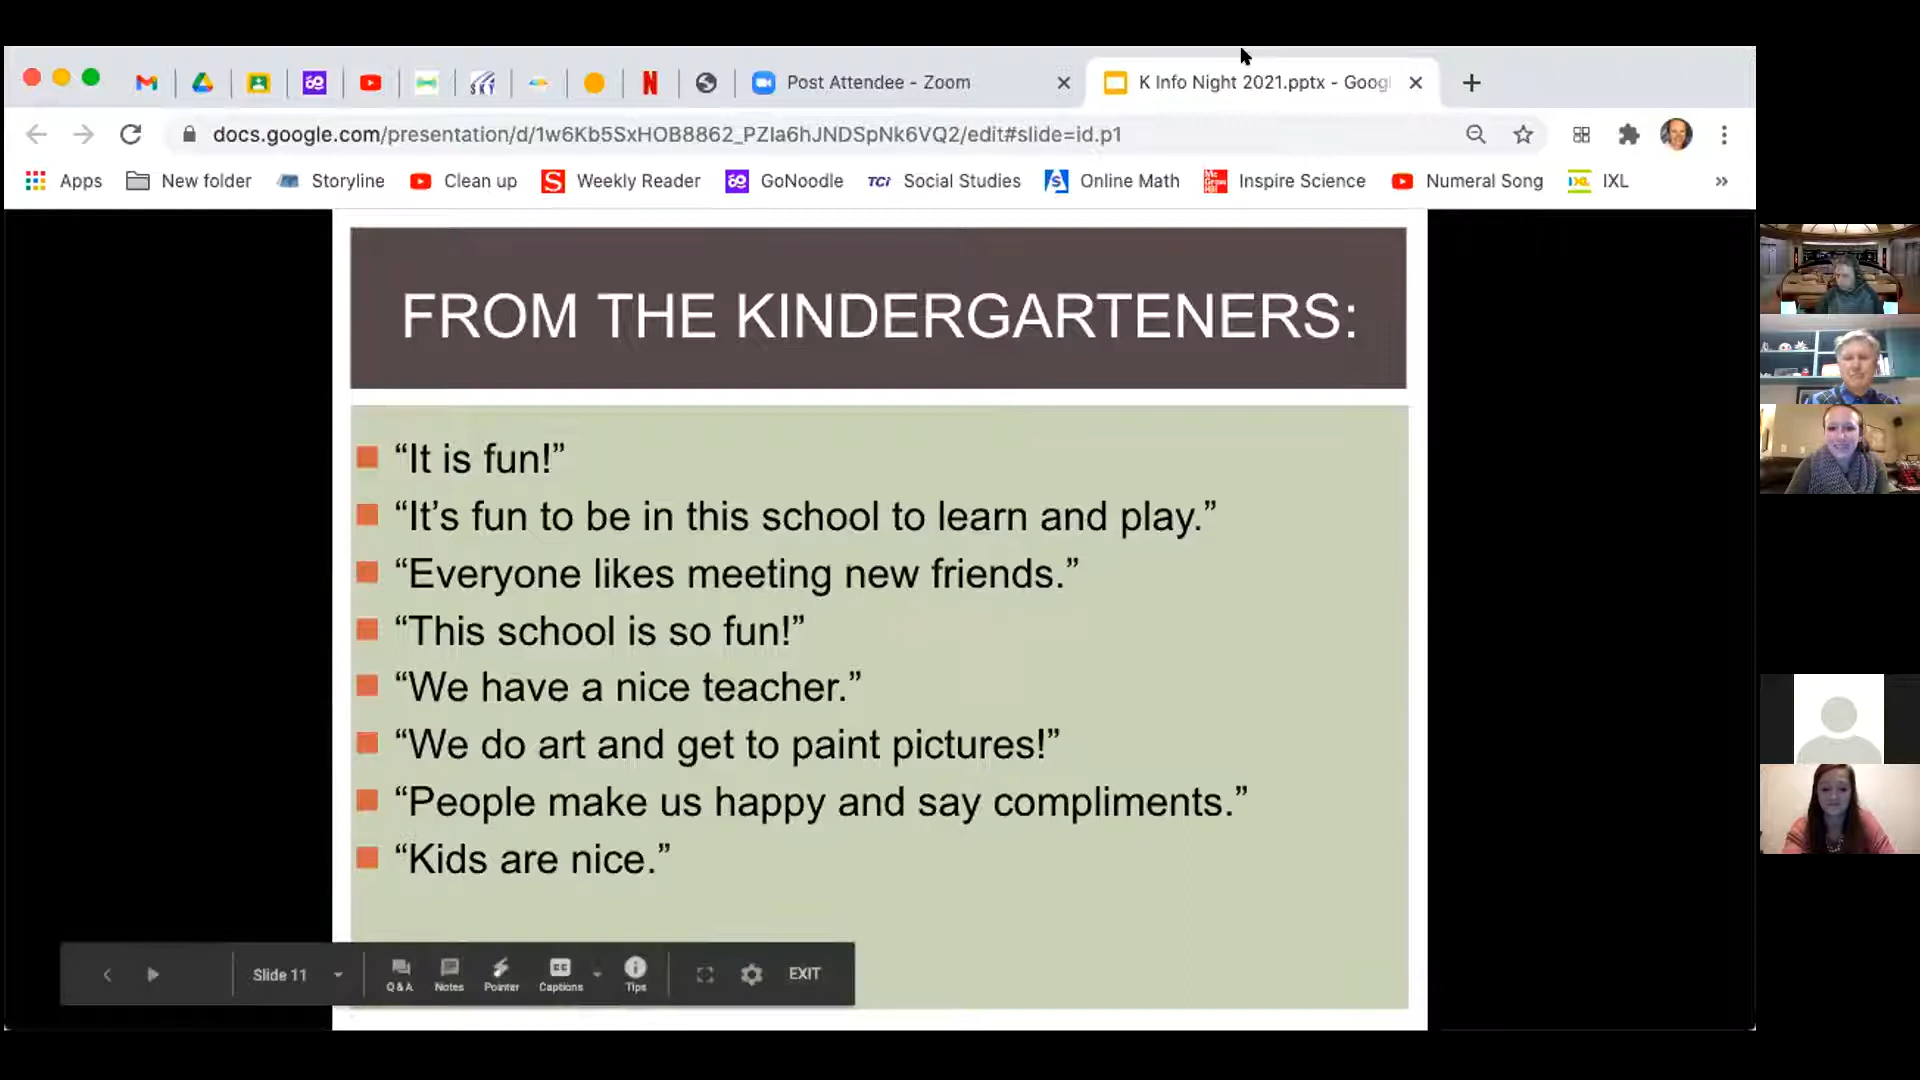 Post Attendee - Zoom
K Info Night 2021.pptx - Googl
docs.google.com/presentation/d/1w6Kb5SxHOB8862_PZIa6hJNDSpNk6VQ2/edit#slide=id.p1
Apps New folder Storyline Clean up Weekly Reader GoNoodle TCi Social Studies Online Math Inspire Science Numeral Song IXL
FROM THE KINDERGARTENERS:
“It is fun!”
“It’s fun to be in this school to learn and play.”
“Everyone likes meeting new friends.”
“This school is so fun!”
“We have a nice teacher.”
“We do art and get to paint pictures!”
“People make us happy and say compliments.”
“Kids are nice.”
Slide 11 Q & A Notes Pointer Captions Tips EXIT